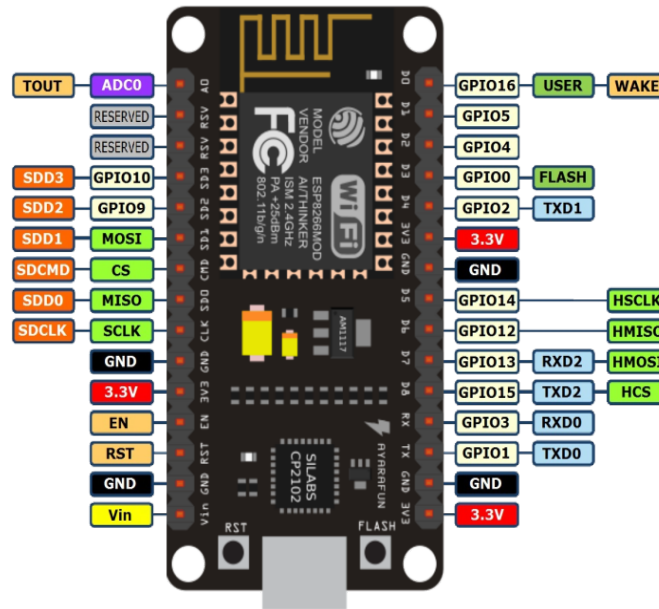 TOUT ADC0 A0 D0 GPIO16 USER WAKE
RESERVED RSV D1 GPIO5
RESERVED RSV D2 GPIO4
SDD3 GPIO10 SD3 D3 GPIO0 FLASH
SDD2 GPIO9 SD2 D4 GPIO2 TXD1
SDD1 MOSI SD1 3V3 3.3V
SDCMD CS CMD GND GND
SDD0 MISO SD0 D5 GPIO14 HSCLK
SDCLK SCLK CLK D6 GPIO12 HMISO
GND GND D7 GPIO13 RXD2 HMOSI
3.3V 3V3 D8 GPIO15 TXD2 HCS
EN EN RX GPIO3 RXD0
RST RST TX GPIO1 TXD0
GND GND GND GND
Vin Vin 3V3 3.3V
MODEL ESP8266MOD
VENDOR AI/THINKER
ISM 2.4GHz
PA +25dBm
802.11b/g/n
FC
WiFi
AM1117
SILABS
CP2102
AYARAFUN
RST
FLASH